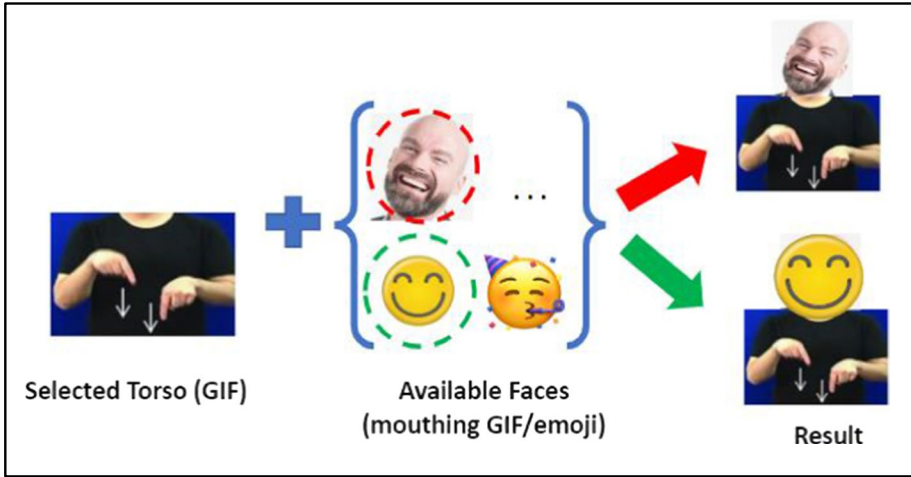 Selected Torso (GIF)
...
Available Faces
(mouthing GIF/emoji)
Result